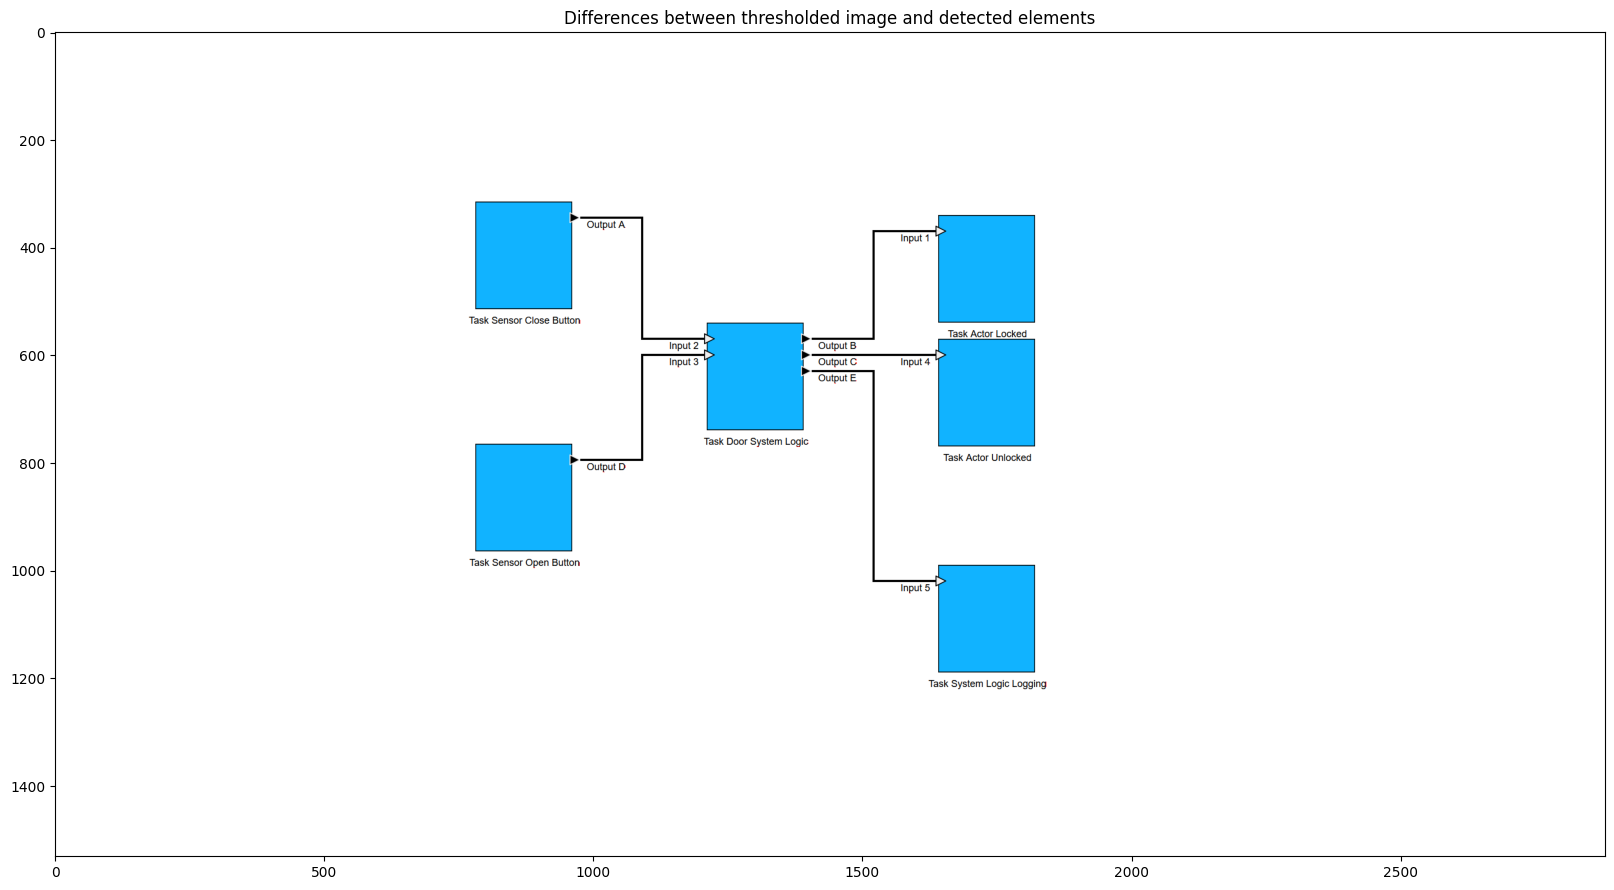 Differences between thresholded image and detected elements
0
200
400
600
800
1000
1200
1400
Output A
Task Sensor Close Button
Input 1
Task Actor Locked
Input 2
Input 3
Output B
Output C
Output E
Input 4
Task Door System Logic
Task Actor Unlocked
Output D
Task Sensor Open Button
Input 5
Task System Logic Logging
0
500
1000
1500
2000
2500